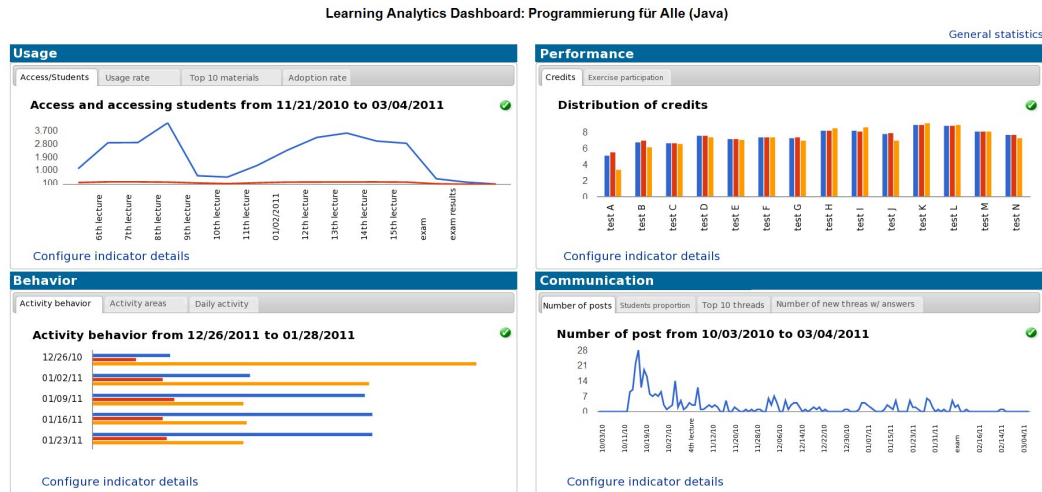 Learning Analytics Dashboard: Programmierung für Alle (Java)
General statistics
Usage
Access/Students
Usage rate
Top 10 materials
Adoption rate
Access and accessing students from 11/21/2010 to 03/04/2011
3.700
2.900
1.900
1.000
100
6th lecture
7th lecture
8th lecture
9th lecture
10th lecture
11th lecture
01/02/2011
12th lecture
13th lecture
14th lecture
15th lecture
exam
exam results
Configure indicator details
Performance
Credits
Exercise participation
Distribution of credits
8
6
4
2
0
test A
test B
test C
test D
test E
test F
test G
test H
test I
test J
test K
test L
test M
test N
Configure indicator details
Behavior
Activity behavior
Activity areas
Daily activity
Activity behavior from 12/26/2011 to 01/28/2011
12/26/10
01/02/11
01/09/11
01/16/11
01/23/11
Configure indicator details
Communication
Number of posts
Students proportion
Top 10 threads
Number of new threas w/ answers
Number of post from 10/03/2010 to 03/04/2011
28
21
14
7
0
10/03/10
10/11/10
10/19/10
10/27/10
4th lecture
11/12/10
11/20/10
11/28/10
12/06/10
12/14/10
12/22/10
12/30/10
01/07/11
01/15/11
01/23/11
01/31/11
exam
02/16/11
02/14/11
03/04/11
Configure indicator details